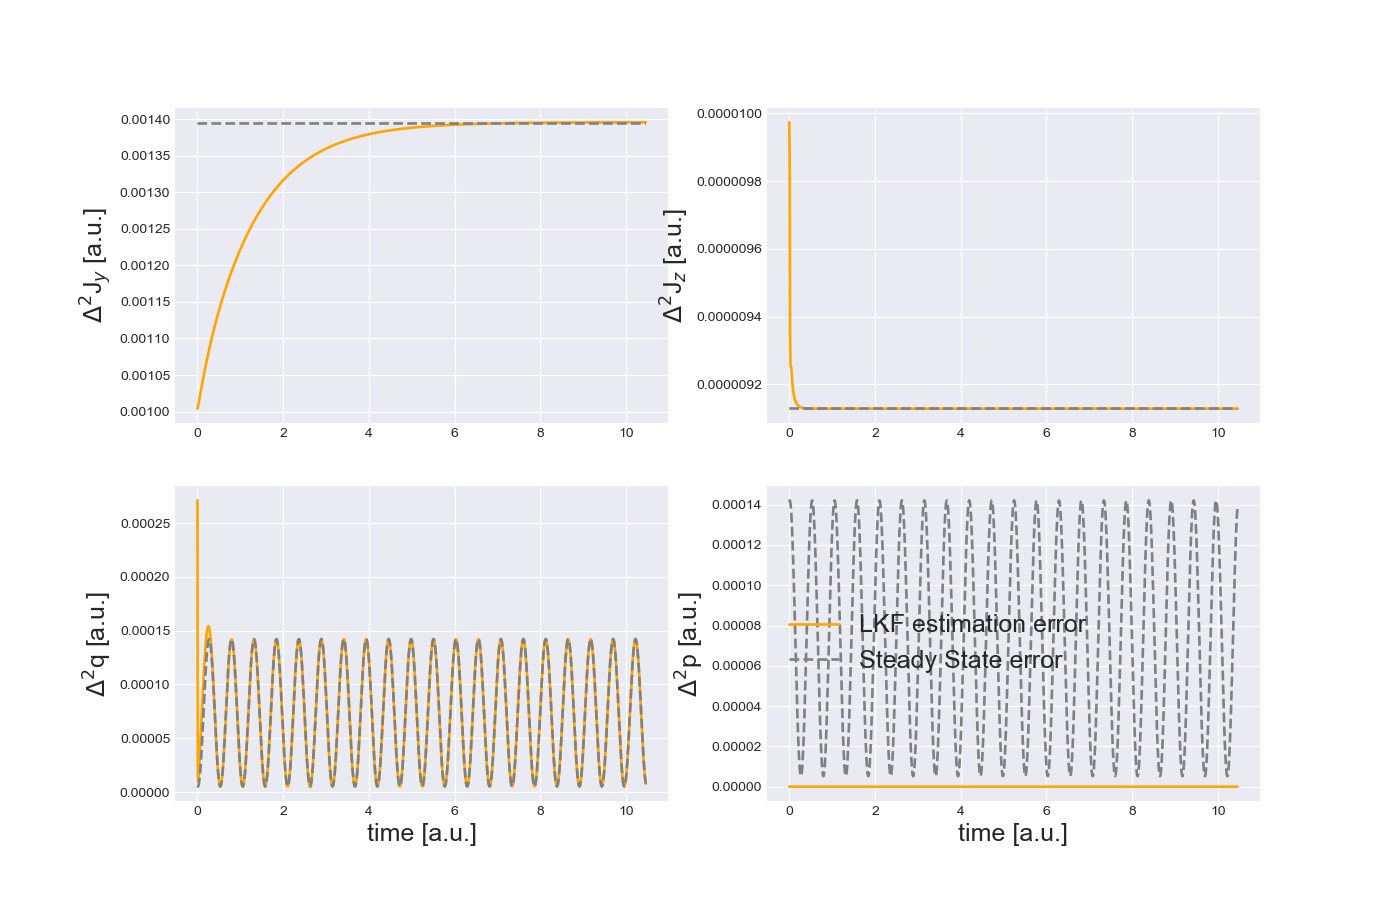 Δ²J_y [a.u.]
0.00140
0.00135
0.00130
0.00125
0.00120
0.00115
0.00110
0.00105
0.00100
0 2 4 6 8 10
Δ²J_z [a.u.]
0.0000100
0.0000098
0.0000096
0.0000094
0.0000092
0 2 4 6 8 10
Δ²q [a.u.]
0.00025
0.00020
0.00015
0.00010
0.00005
0.00000
0 2 4 6 8 10
time [a.u.]
Δ²p [a.u.]
0.00014
0.00012
0.00010
0.00008
0.00006
0.00004
0.00002
0.00000
LKF estimation error
Steady State error
0 2 4 6 8 10
time [a.u.]